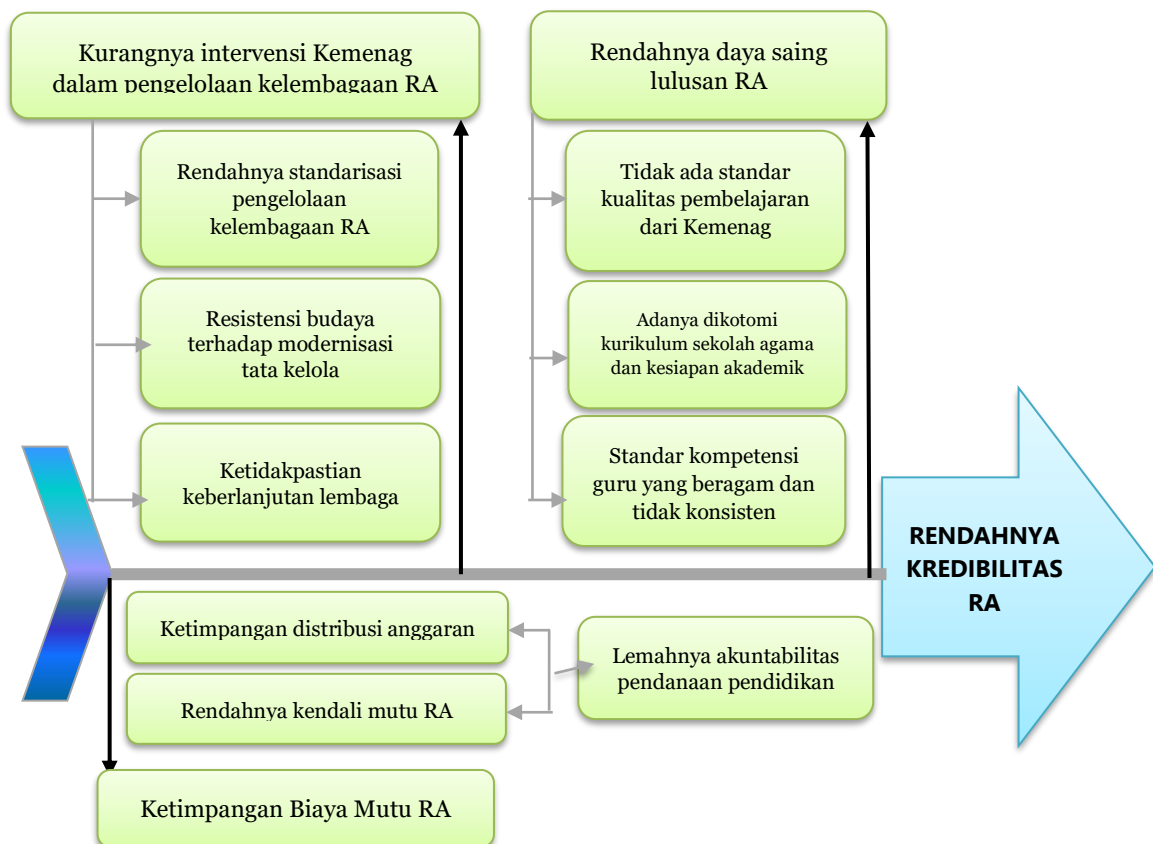 Kurangnya intervensi Kemenag
dalam pengelolaan kelembagaan RA
Rendahnya standarisasi
pengelolaan
kelembagaan RA
Resistensi budaya
terhadap modernisasi
tata kelola
Ketidakpastian
keberlanjutan lembaga
Rendahnya daya saing
lulusan RA
Tidak ada standar
kualitas pembelajaran
dari Kemenag
Adanya dikotomi
kurikulum sekolah agama
dan kesiapan akademik
Standar kompetensi
guru yang beragam dan
tidak konsisten
RENDAHNYA
KREDIBILITAS
RA
Ketimpangan distribusi anggaran
Rendahnya kendali mutu RA
Lemahnya akuntabilitas
pendanaan pendidikan
Ketimpangan Biaya Mutu RA